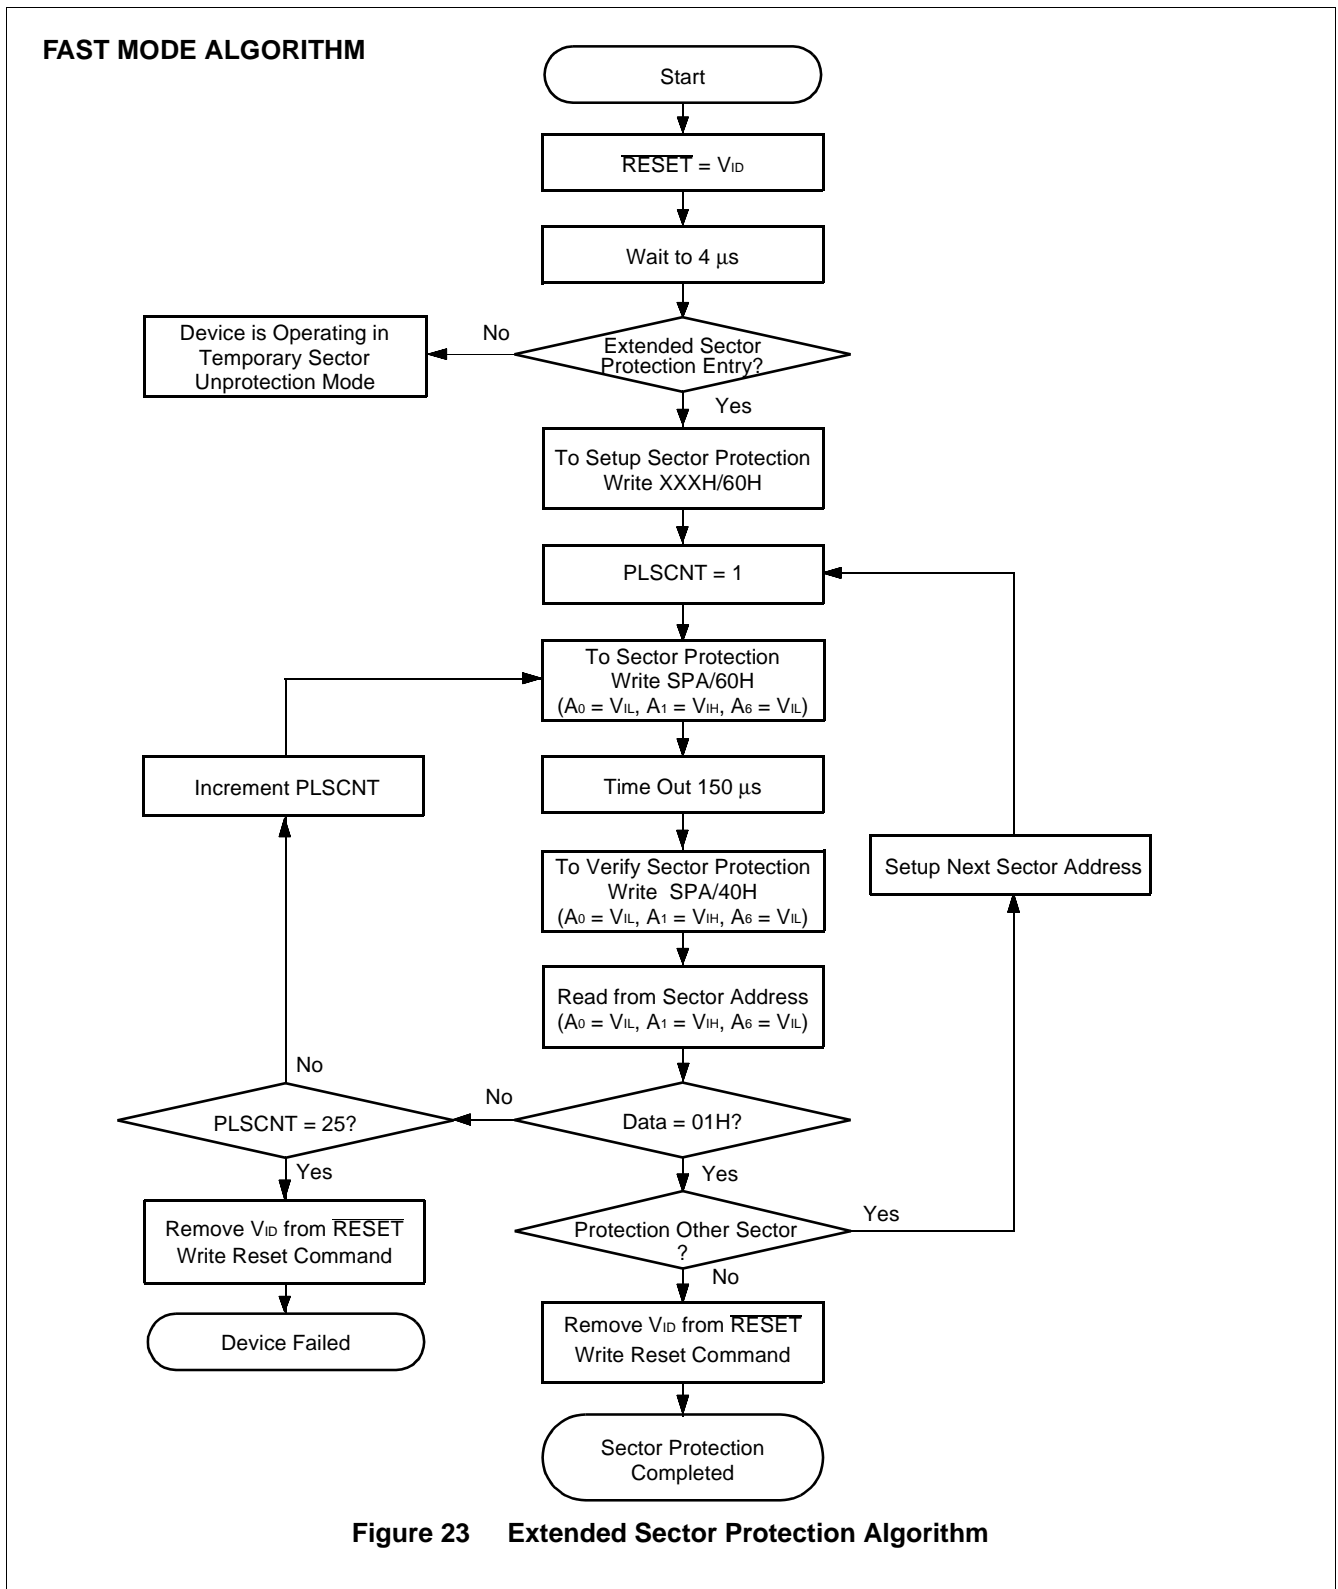 FAST MODE ALGORITHM
Start
RESET = VID
Wait to 4 µs
Extended Sector
Protection Entry?
No
Device is Operating in
Temporary Sector
Unprotection Mode
Yes
To Setup Sector Protection
Write XXXH/60H
PLSCNT = 1
To Sector Protection
Write SPA/60H
(A0 = VIL, A1 = VIH, A6 = VIL)
Increment PLSCNT
Time Out 150 µs
To Verify Sector Protection
Write SPA/40H
(A0 = VIL, A1 = VIH, A6 = VIL)
Setup Next Sector Address
Read from Sector Address
(A0 = VIL, A1 = VIH, A6 = VIL)
No
No
PLSCNT = 25?
Data = 01H?
Yes
Yes
Remove VID from RESET
Write Reset Command
Protection Other Sector
?
Yes
No
Device Failed
Remove VID from RESET
Write Reset Command
Sector Protection
Completed
Figure 23 Extended Sector Protection Algorithm